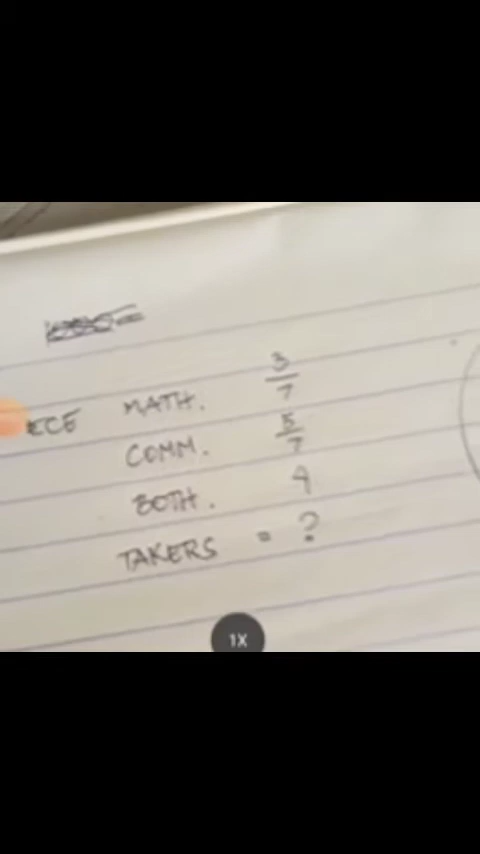 ECE MATH. 3/7
COMM. 5/7
BOTH. 4
TAKERS = ?
1X